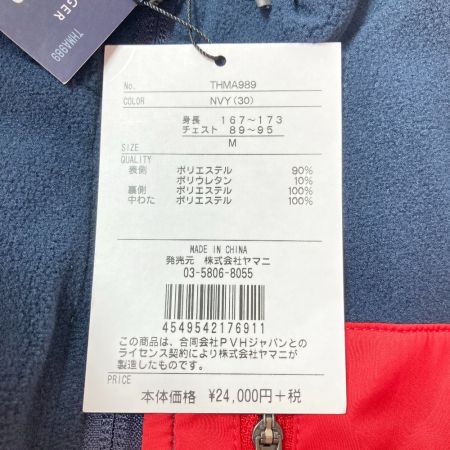 GER
THMA989
No. THMA989
COLOR NVY(30)
身長 167〜173
チェスト 89〜95
SIZE M
QUALITY
表側 ポリエステル 90%
ポリウレタン 10%
裏側 ポリエステル 100%
中わた ポリエステル 100%
MADE IN CHINA
発売元 株式会社ヤマニ
03-5806-8055
4549542176911
この商品は、合同会社PVHジャパンとの
ライセンス契約により株式会社ヤマニが
製造したものです。
PRICE
本体価格 ¥24,000円+税